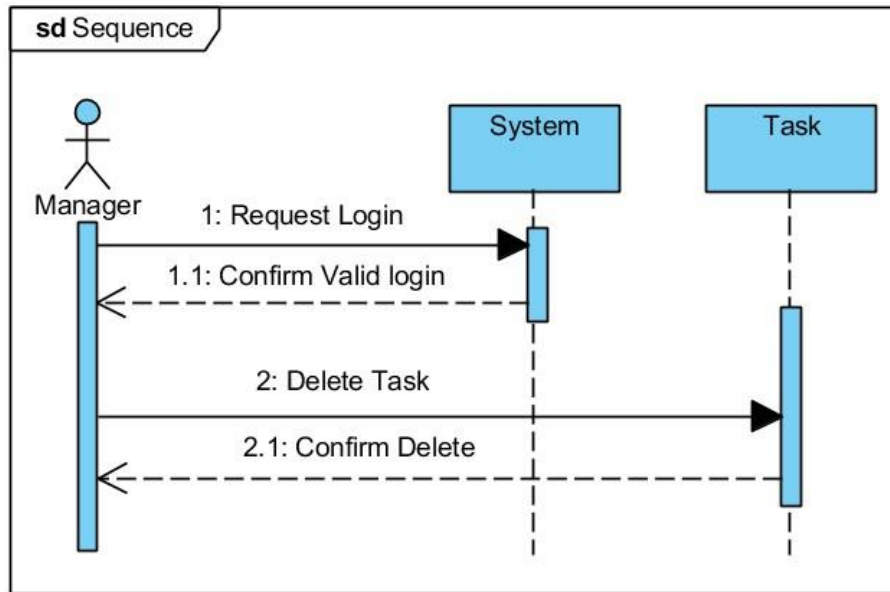 sd Sequence
System
Task
Manager
1: Request Login
1.1: Confirm Valid login
2: Delete Task
2.1: Confirm Delete